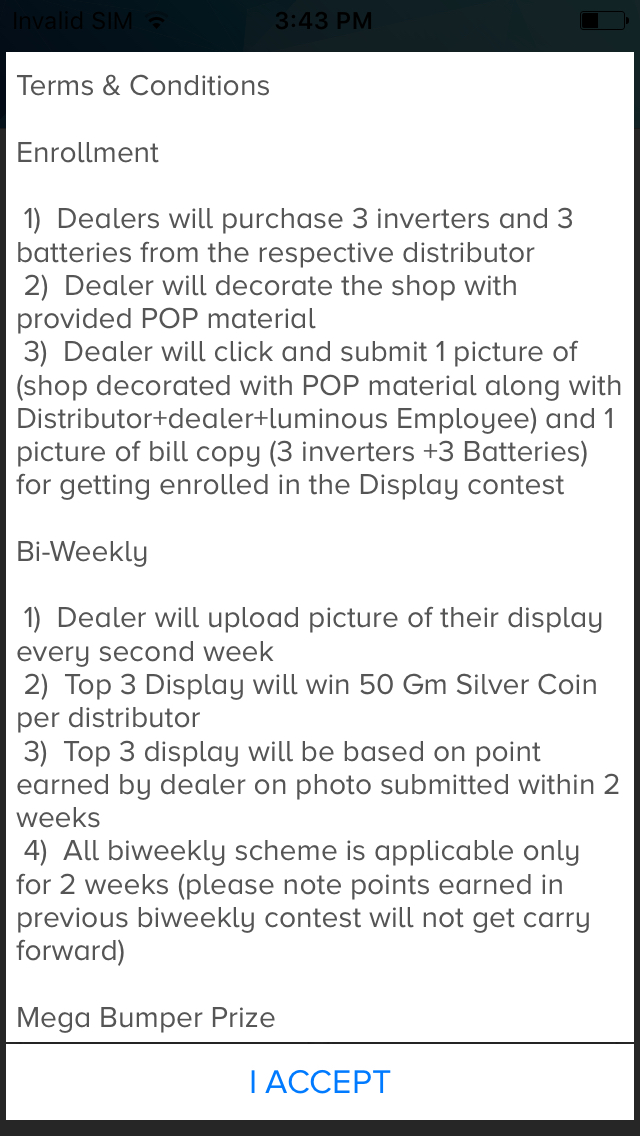 Invalid SIM 3:43 PM
Terms & Conditions
Enrollment
1) Dealers will purchase 3 inverters and 3
batteries from the respective distributor
2) Dealer will decorate the shop with
provided POP material
3) Dealer will click and submit 1 picture of
(shop decorated with POP material along with
Distributor+dealer+luminous Employee) and 1
picture of bill copy (3 inverters +3 Batteries)
for getting enrolled in the Display contest
Bi-Weekly
1) Dealer will upload picture of their display
every second week
2) Top 3 Display will win 50 Gm Silver Coin
per distributor
3) Top 3 display will be based on point
earned by dealer on photo submitted within 2
weeks
4) All biweekly scheme is applicable only
for 2 weeks (please note points earned in
previous biweekly contest will not get carry
forward)
Mega Bumper Prize
I ACCEPT